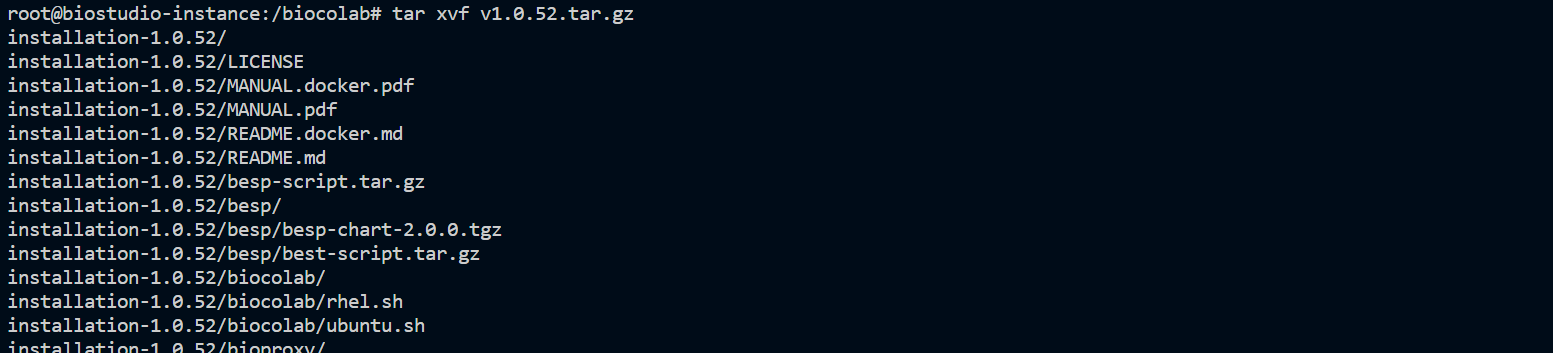 root@biostudio-instance:/biocolab# tar xvf v1.0.52.tar.gz
installation-1.0.52/
installation-1.0.52/LICENSE
installation-1.0.52/MANUAL.docker.pdf
installation-1.0.52/MANUAL.pdf
installation-1.0.52/README.docker.md
installation-1.0.52/README.md
installation-1.0.52/besp-script.tar.gz
installation-1.0.52/besp/
installation-1.0.52/besp/besp-chart-2.0.0.tgz
installation-1.0.52/besp/best-script.tar.gz
installation-1.0.52/biocolab/
installation-1.0.52/biocolab/rhel.sh
installation-1.0.52/biocolab/ubuntu.sh
installation-1.0.52/bioproxy/